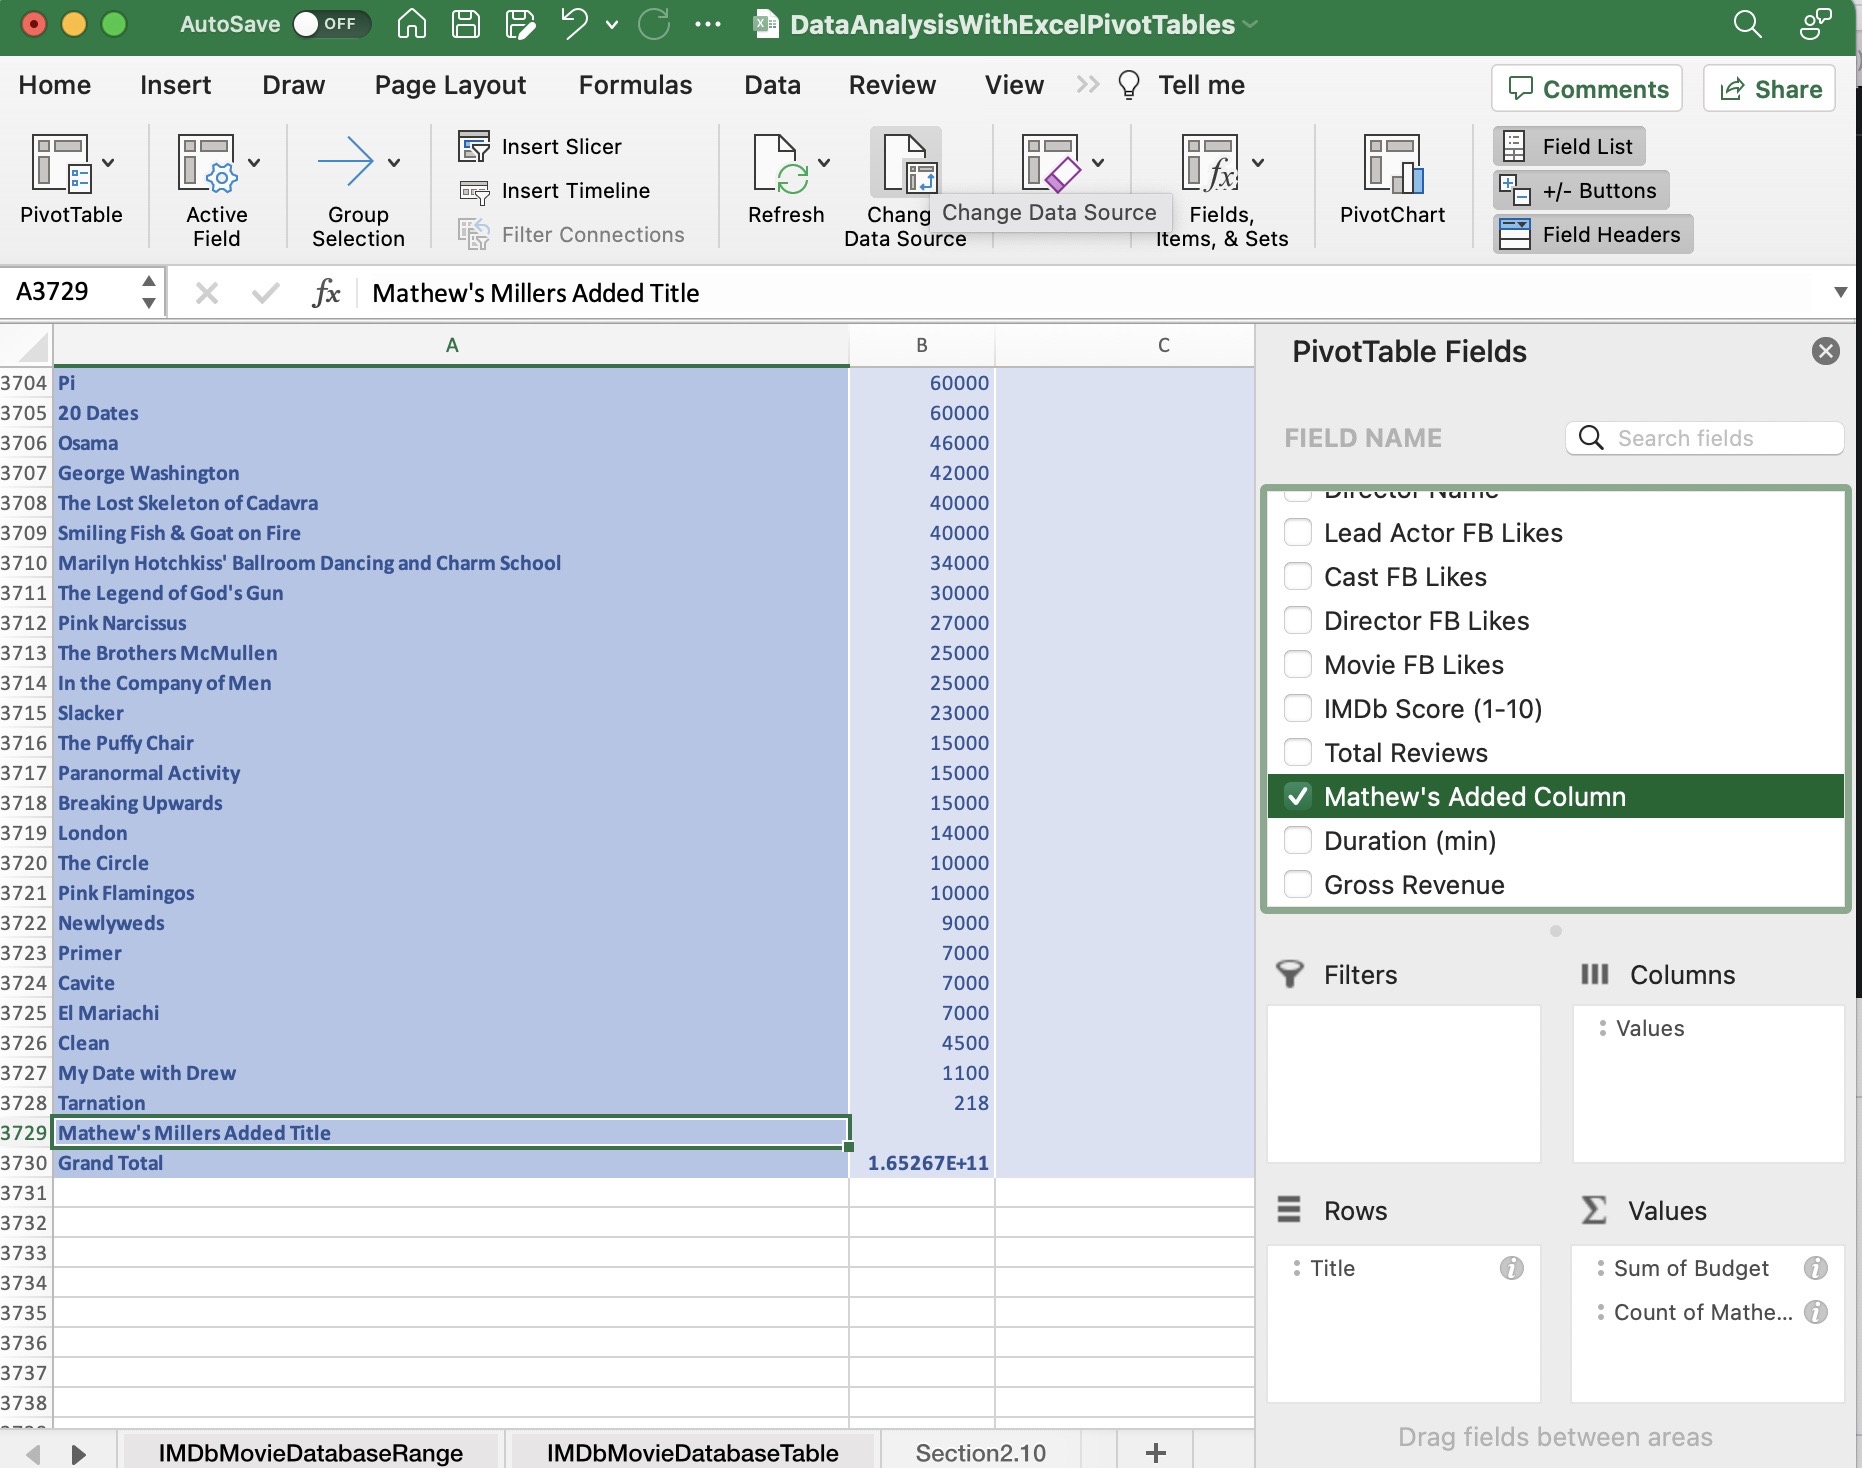 AutoSave OFF DataAnalysisWithExcelPivotTables
Home Insert Draw Page Layout Formulas Data Review View Tell me Comments Share
PivotTable
Active Field
Group Selection
Insert Slicer
Insert Timeline
Filter Connections
Refresh
Chang
Data Source
Change Data Source
Fields,
Items, & Sets
PivotChart
Field List
+/- Buttons
Field Headers
A3729 fx Mathew's Millers Added Title
A B C
3704 Pi 60000
3705 20 Dates 60000
3706 Osama 46000
3707 George Washington 42000
3708 The Lost Skeleton of Cadavra 40000
3709 Smiling Fish & Goat on Fire 40000
3710 Marilyn Hotchkiss' Ballroom Dancing and Charm School 34000
3711 The Legend of God's Gun 30000
3712 Pink Narcissus 27000
3713 The Brothers McMullen 25000
3714 In the Company of Men 25000
3715 Slacker 23000
3716 The Puffy Chair 15000
3717 Paranormal Activity 15000
3718 Breaking Upwards 15000
3719 London 14000
3720 The Circle 10000
3721 Pink Flamingos 10000
3722 Newlyweds 9000
3723 Primer 7000
3724 Cavite 7000
3725 El Mariachi 7000
3726 Clean 4500
3727 My Date with Drew 1100
3728 Tarnation 218
3729 Mathew's Millers Added Title
3730 Grand Total 1.65267E+11
3731
3732
3733
3734
3735
3736
3737
3738
PivotTable Fields
FIELD NAME Search fields
Director Name
Lead Actor FB Likes
Cast FB Likes
Director FB Likes
Movie FB Likes
IMDb Score (1-10)
Total Reviews
Mathew's Added Column
Duration (min)
Gross Revenue
Filters Columns
Values
Rows Values
Title Sum of Budget
Count of Mathe...
Drag fields between areas
IMDbMovieDatabaseRange IMDbMovieDatabaseTable Section2.10 +